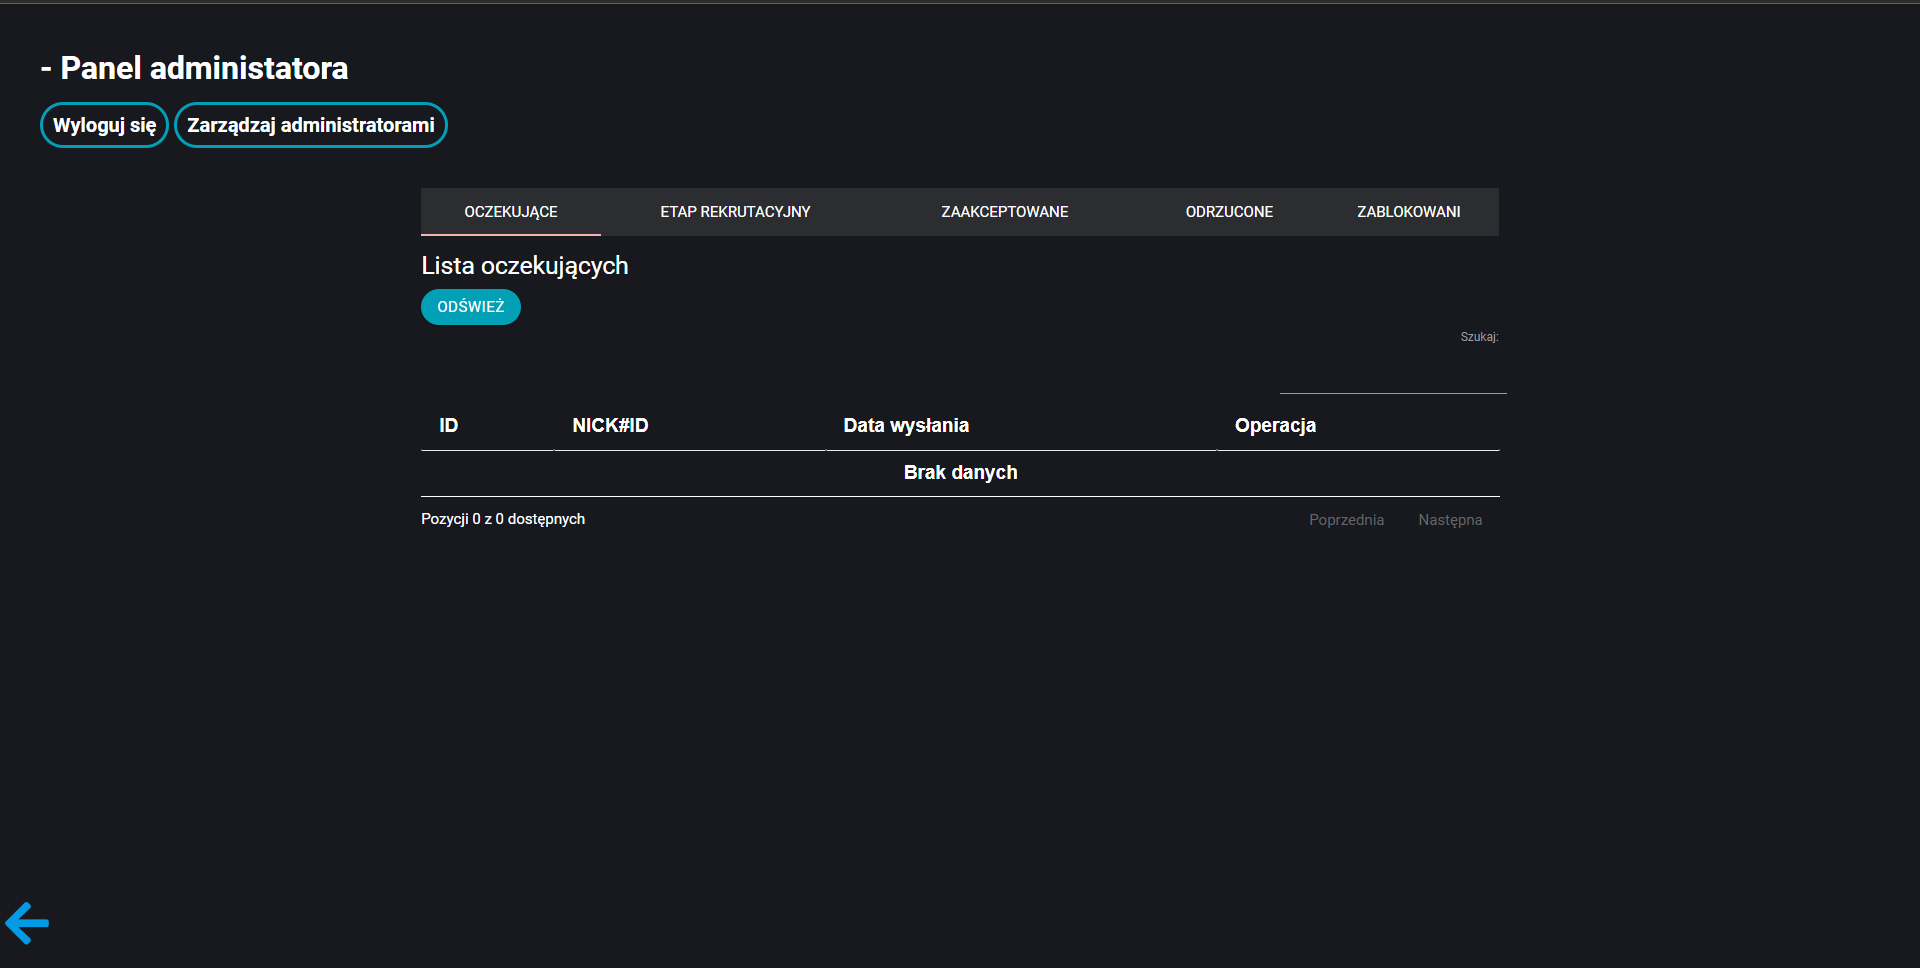 - Panel administatora
Wyloguj się Zarządzaj administratorami
OCZEKUJĄCE ETAP REKRUTACYJNY ZAAKCEPTOWANE ODRZUCONE ZABLOKOWANI
Lista oczekujących
ODŚWIEŻ
Szukaj:
ID NICK#ID Data wysłania Operacja
Brak danych
Pozycji 0 z 0 dostępnych Poprzednia Następna